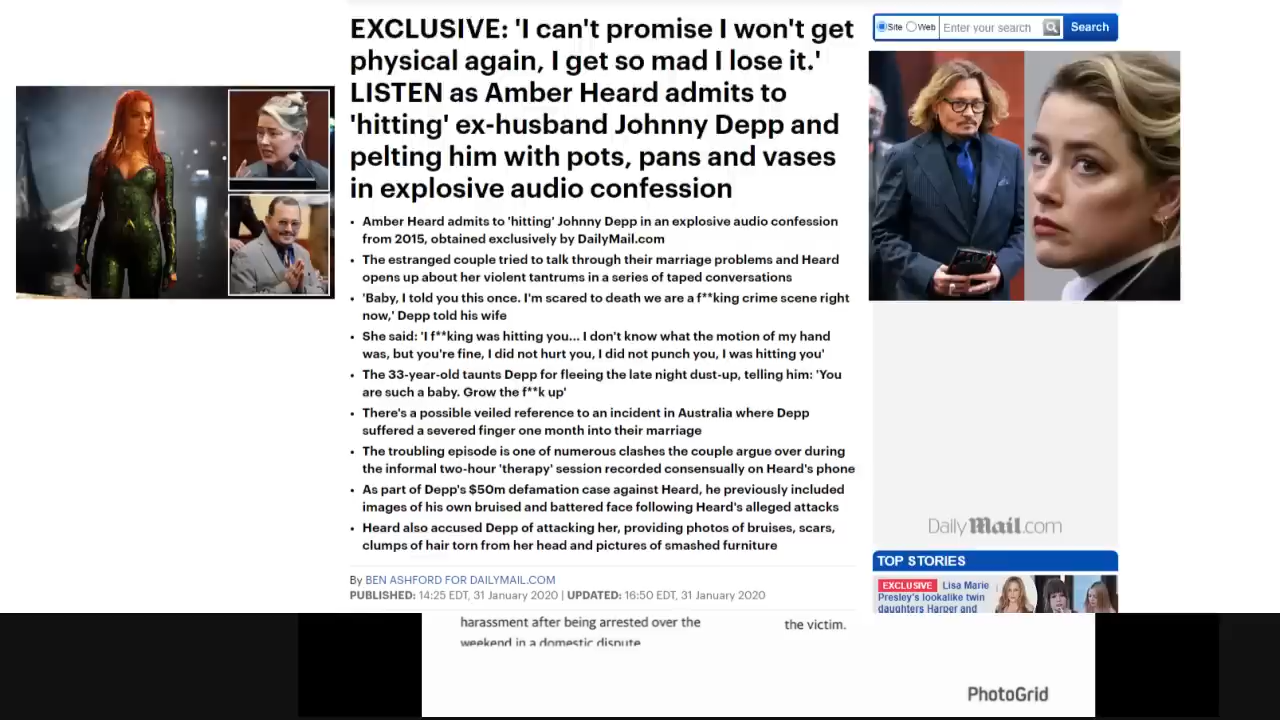 EXCLUSIVE: 'I can't promise I won't get
physical again, I get so mad I lose it.'
LISTEN as Amber Heard admits to
'hitting' ex-husband Johnny Depp and
pelting him with pots, pans and vases
in explosive audio confession
• Amber Heard admits to 'hitting' Johnny Depp in an explosive audio confession
from 2015, obtained exclusively by DailyMail.com
• The estranged couple tried to talk through their marriage problems and Heard
opens up about her violent tantrums in a series of taped conversations
• 'Baby, I told you this once. I'm scared to death we are a f**king crime scene right
now,' Depp told his wife
• She said: 'I f**king was hitting you... I don't know what the motion of my hand
was, but you're fine, I did not hurt you, I did not punch you, I was hitting you'
• The 33-year-old taunts Depp for fleeing the late night dust-up, telling him: 'You
are such a baby. Grow the f**k up'
• There's a possible veiled reference to an incident in Australia where Depp
suffered a severed finger one month into their marriage
• The troubling episode is one of numerous clashes the couple argue over during
the informal two-hour 'therapy' session recorded consensually on Heard's phone
• As part of Depp's $50m defamation case against Heard, he previously included
images of his own bruised and battered face following Heard's alleged attacks
• Heard also accused Depp of attacking her, providing photos of bruises, scars,
clumps of hair torn from her head and pictures of smashed furniture
By BEN ASHFORD FOR DAILYMAIL.COM
PUBLISHED: 14:25 EDT, 31 January 2020 | UPDATED: 16:50 EDT, 31 January 2020
Site Web Enter your search Search
Daily Mail.com
TOP STORIES
EXCLUSIVE Lisa Marie
Presley's lookalike twin
daughters Harper and
harassment after being arrested over the
weekend in a domestic dispute
the victim.
PhotoGrid